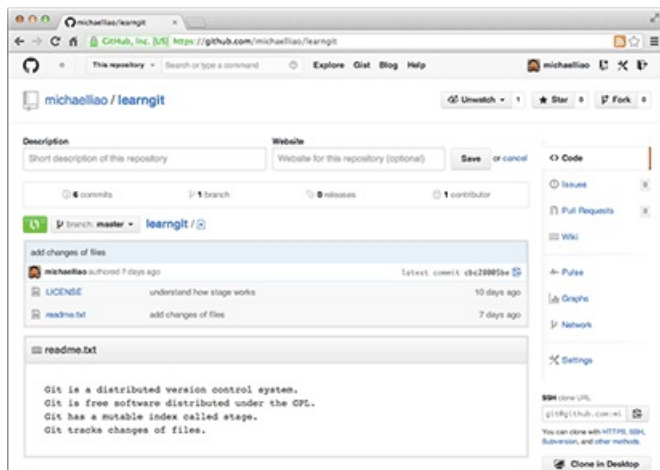 michaelliao/learngit
GitHub, Inc. [US] https://github.com/michaelliao/learngit
This repository Search or type a command Explore Gist Blog Help michaelliao
michaelliao / learngit Unwatch 1 Star 0 Fork 0
Description Website
Short description of this repository Website for this repository (optional) Save or cancel
6 commits 1 branch 0 releases 1 contributor
branch: master learngit /
add changes of files
michaelliao authored 7 days ago latest commit cbc28005be
LICENSE understand how stage works 10 days ago
readme.txt add changes of files 7 days ago
readme.txt
Git is a distributed version control system.
Git is free software distributed under the GPL.
Git has a mutable index called stage.
Git tracks changes of files.
Code
Issues 0
Pull Requests 0
Wiki
Pulse
Graphs
Network
Settings
SSH clone URL
git@github.com:mi
You can clone with HTTPS, SSH,
Subversion, and other methods.
Clone in Desktop